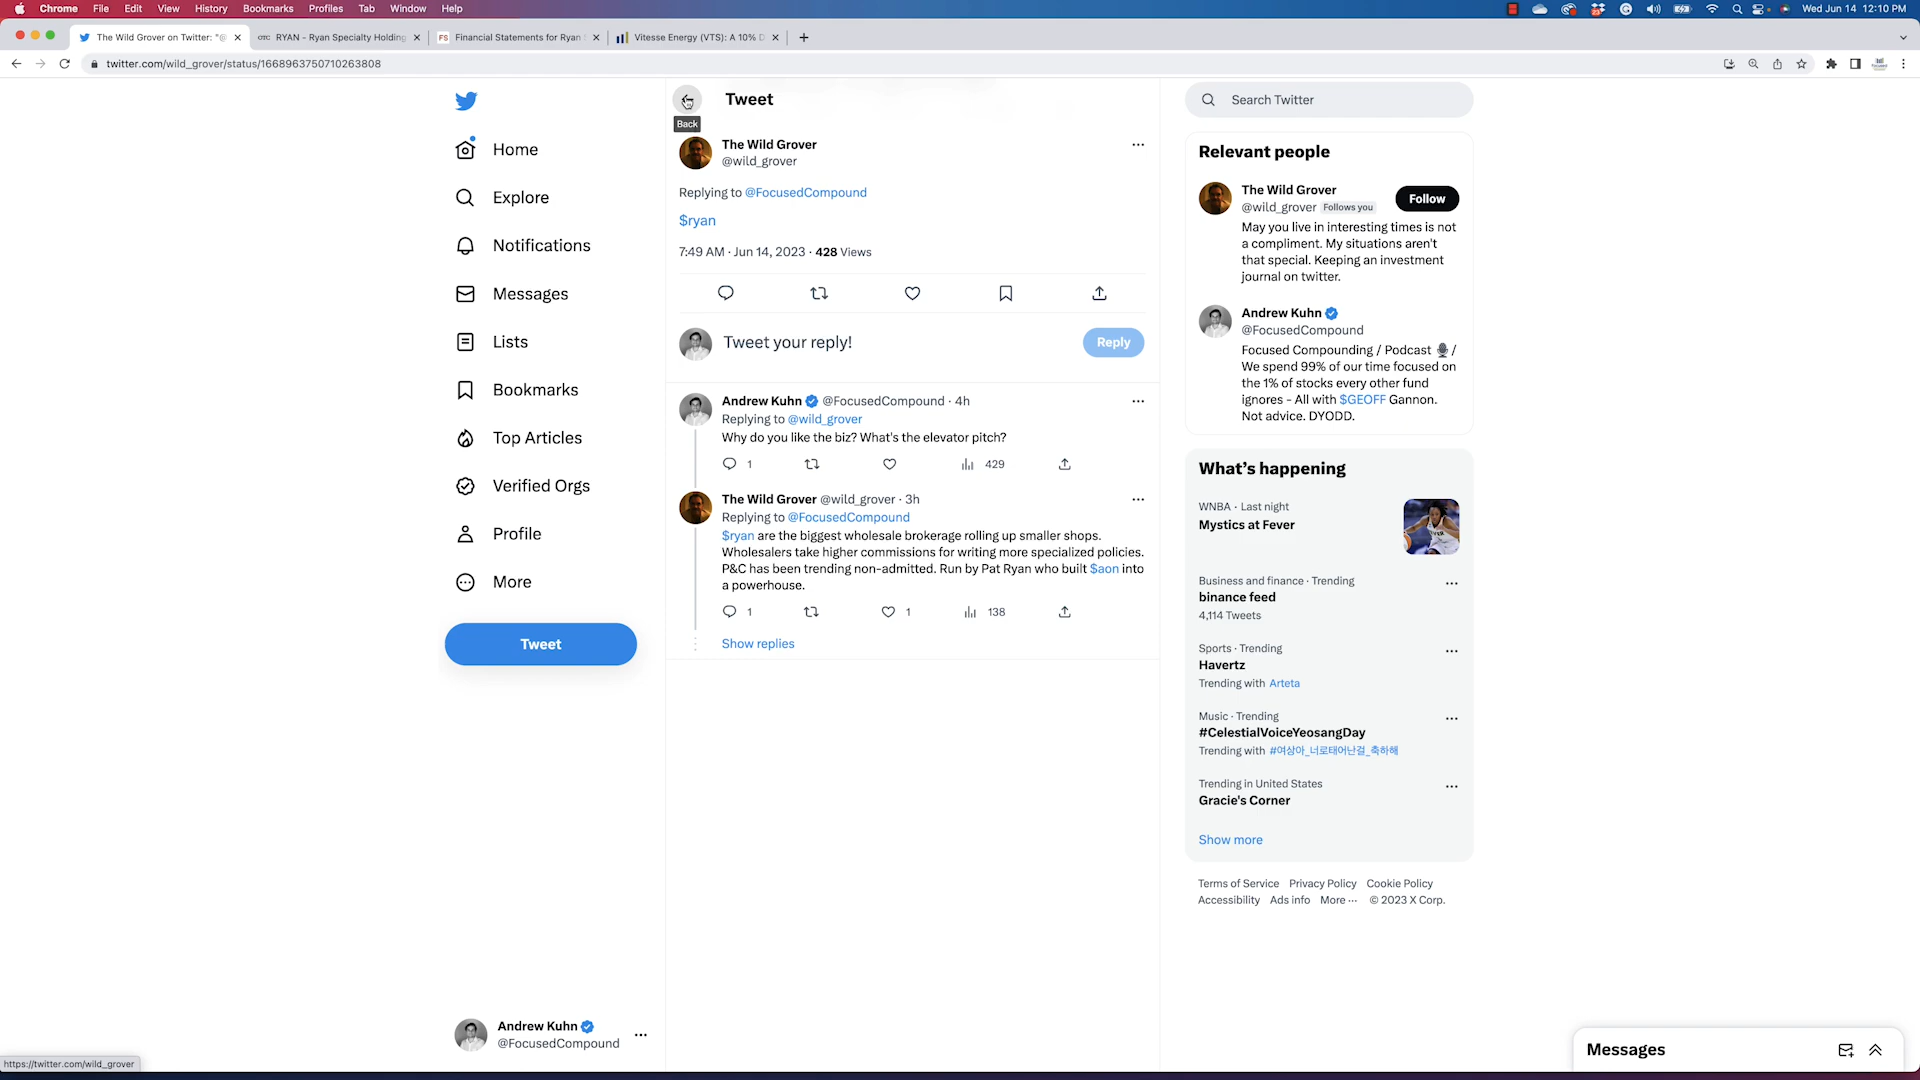 Chrome File Edit View History Bookmarks Profiles Tab Window Help
Wed Jun 14 12:10 PM
The Wild Grover on Twitter: "@
OTC RYAN - Ryan Specialty Holding
FS Financial Statements for Ryan
Vitesse Energy (VTS): A 10% D
twitter.com/wild_grover/status/1668963750710263808
Home
Explore
Notifications
Messages
Lists
Bookmarks
Top Articles
Verified Orgs
Profile
More
Tweet
Andrew Kuhn
@FocusedCompound
https://twitter.com/wild_grover
Tweet
Back
The Wild Grover
@wild_grover
Replying to @FocusedCompound
$ryan
7:49 AM · Jun 14, 2023 · 428 Views
Tweet your reply!
Reply
Andrew Kuhn @FocusedCompound · 4h
Replying to @wild_grover
Why do you like the biz? What's the elevator pitch?
1 429
The Wild Grover @wild_grover · 3h
Replying to @FocusedCompound
$ryan are the biggest wholesale brokerage rolling up smaller shops.
Wholesalers take higher commissions for writing more specialized policies.
P&C has been trending non-admitted. Run by Pat Ryan who built $aon into
a powerhouse.
1 1 138
Show replies
Search Twitter
Relevant people
The Wild Grover
@wild_grover Follows you
Follow
May you live in interesting times is not
a compliment. My situations aren't
that special. Keeping an investment
journal on twitter.
Andrew Kuhn
@FocusedCompound
Focused Compounding / Podcast 🎙 /
We spend 99% of our time focused on
the 1% of stocks every other fund
ignores - All with $GEOFF Gannon.
Not advice. DYODD.
What's happening
WNBA · Last night
Mystics at Fever
Business and finance · Trending
binance feed
4,114 Tweets
Sports · Trending
Havertz
Trending with Arteta
Music · Trending
#CelestialVoiceYeosangDay
Trending with #여상아_너로태어난걸_축하해
Trending in United States
Gracie's Corner
Show more
Terms of Service Privacy Policy Cookie Policy
Accessibility Ads info More ··· © 2023 X Corp.
Messages